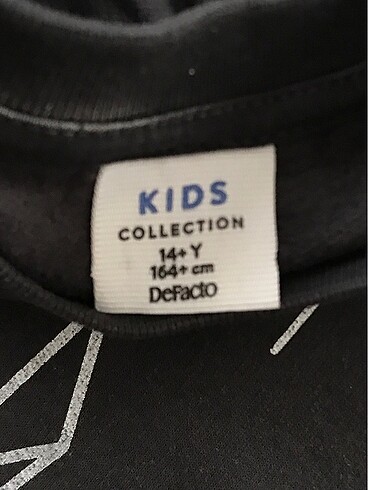 KIDS
COLLECTION
14+ Y
164+ cm
DeFacto